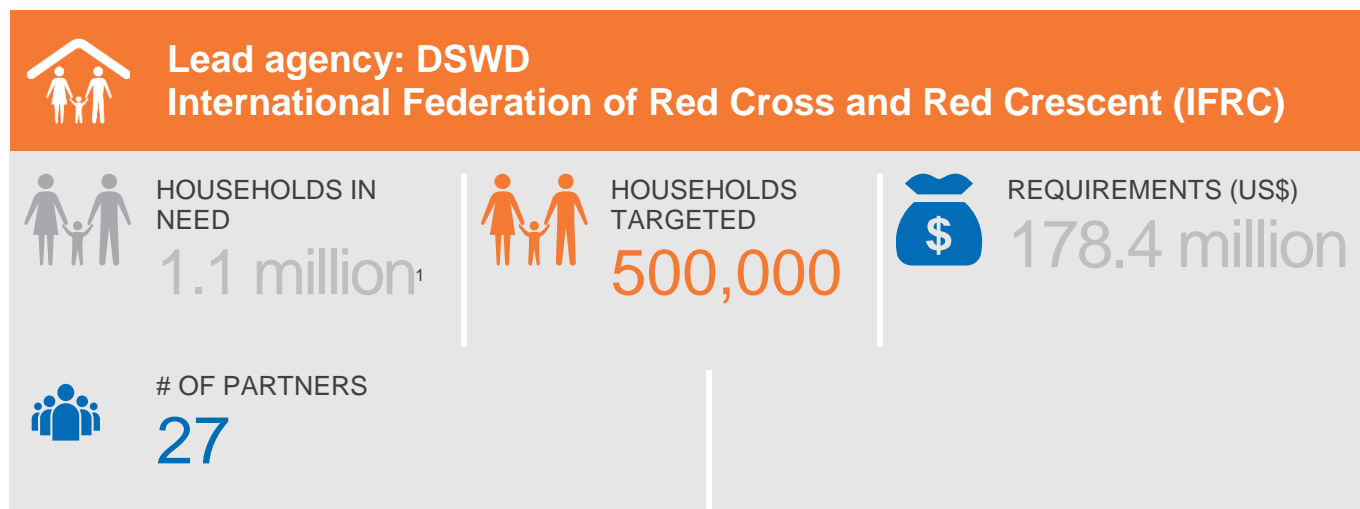 Lead agency: DSWD
International Federation of Red Cross and Red Crescent (IFRC)
HOUSEHOLDS IN
NEED
1.1 million1
HOUSEHOLDS
TARGETED
500,000
$
REQUIREMENTS (US$)
178.4 million
# OF PARTNERS
27